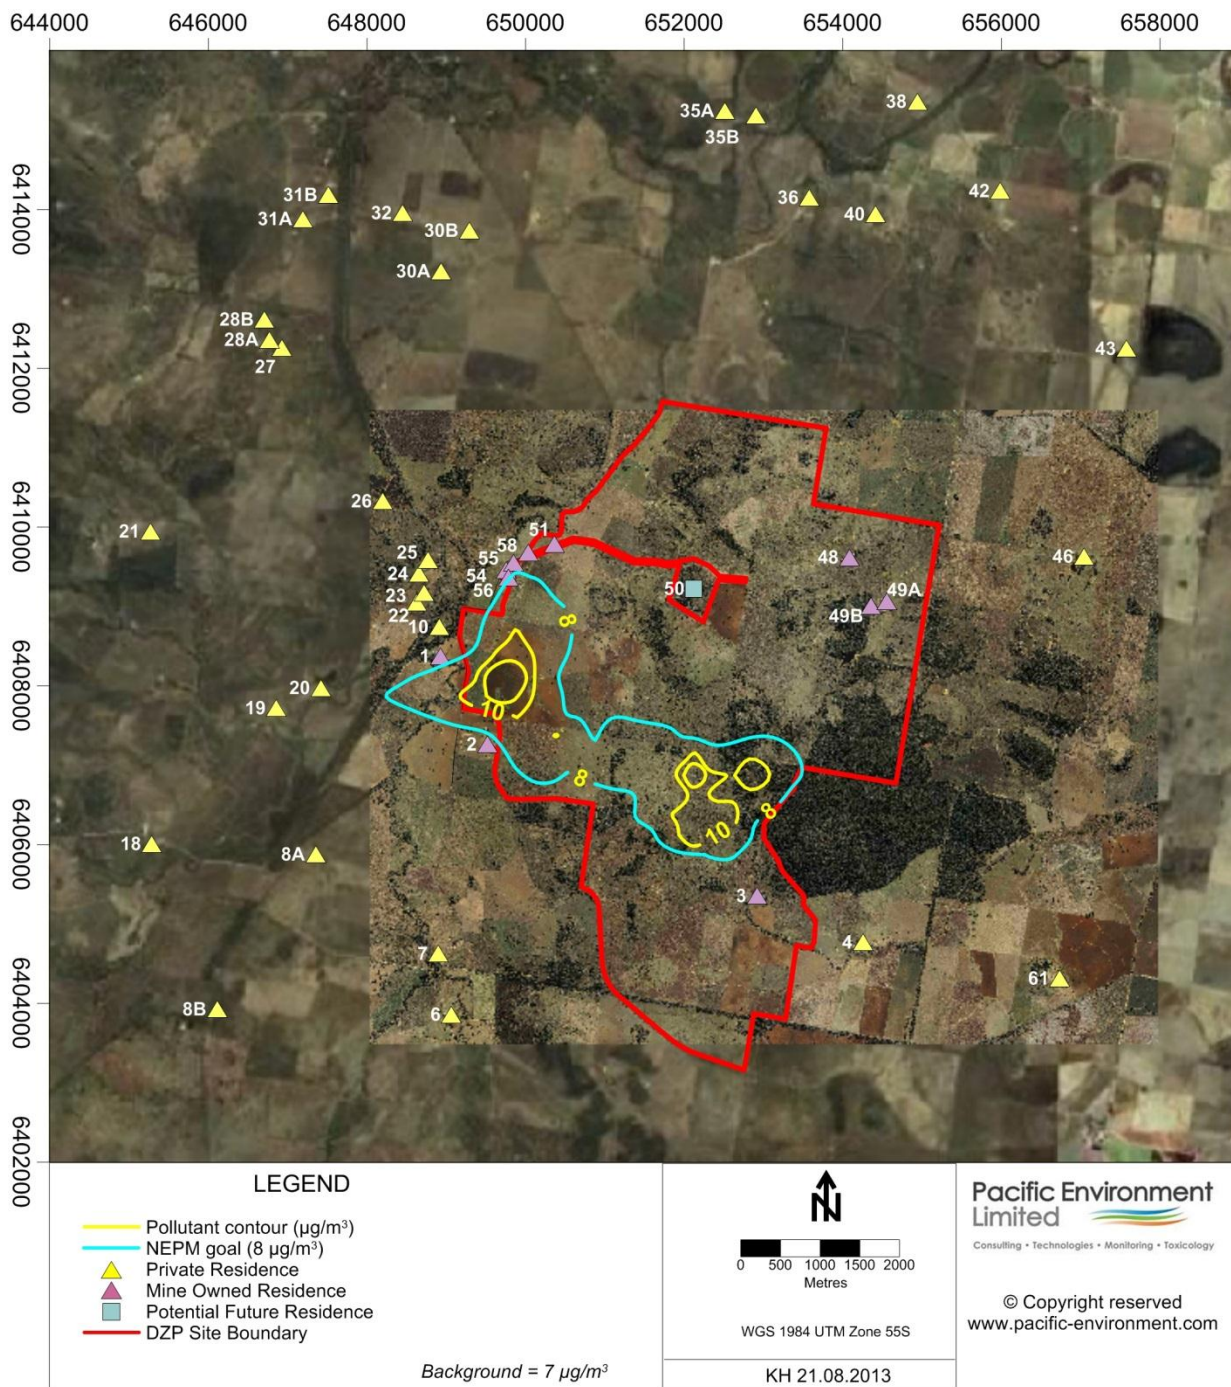 644000 646000 648000 650000 652000 654000 656000 658000
6414000
6412000
6410000
6408000
6406000
6404000
6402000
35A
35B
38
31B
31A
32
30B
30A
36
40
42
28B
28A
27
43
26
21
51
58
55
54
56
25
24
23
22
10
1
50
48
49A
49B
46
8
20
19
10
2
8
8
10
18
8A
3
4
7
61
8B
6
LEGEND
Pollutant contour (µg/m³)
NEPM goal (8 µg/m³)
Private Residence
Mine Owned Residence
Potential Future Residence
DZP Site Boundary
Background = 7 µg/m³
N
0 500 1000 1500 2000
Metres
WGS 1984 UTM Zone 55S
KH 21.08.2013
Pacific Environment
Limited
Consulting • Technologies • Monitoring • Toxicology
© Copyright reserved
www.pacific-environment.com